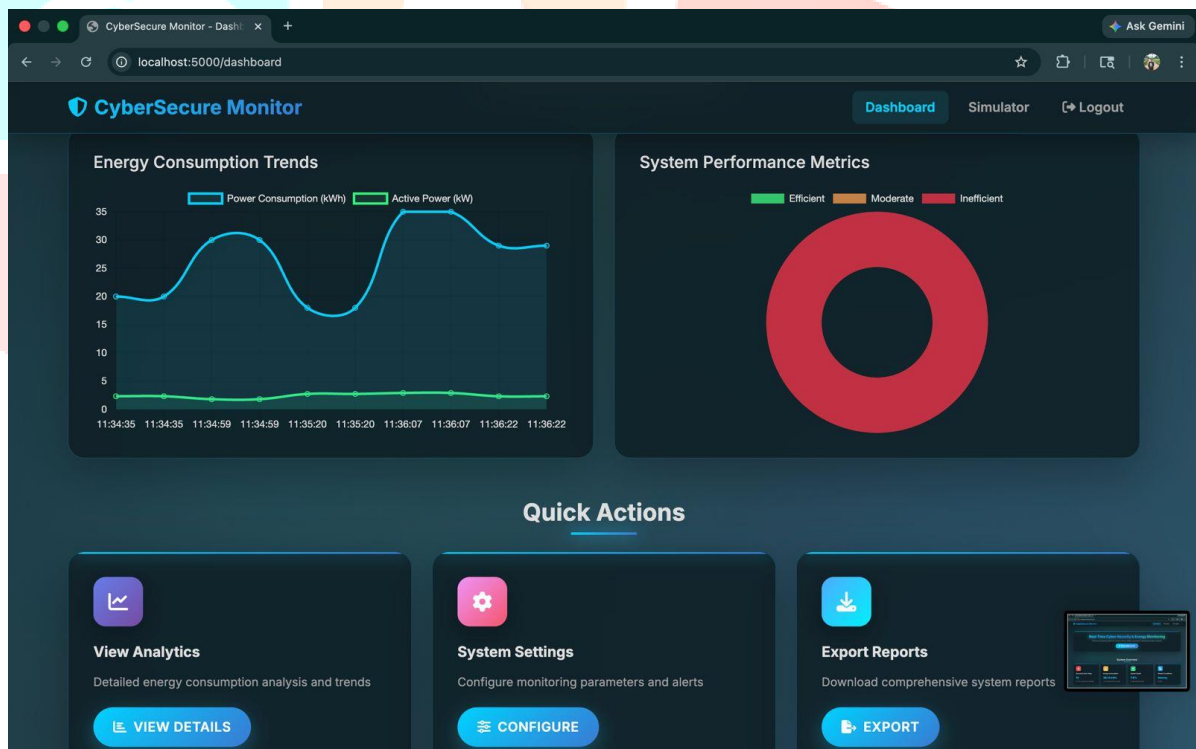 CyberSecure Monitor - Dashb
Ask Gemini
localhost:5000/dashboard
CyberSecure Monitor
Dashboard
Simulator
Logout
Energy Consumption Trends
Power Consumption (kWh)
Active Power (kW)
35
30
25
20
15
10
5
0
11:34:35 11:34:35 11:34:59 11:34:59 11:35:20 11:35:20 11:36:07 11:36:07 11:36:22 11:36:22
System Performance Metrics
Efficient
Moderate
Inefficient
Quick Actions
View Analytics
Detailed energy consumption analysis and trends
VIEW DETAILS
System Settings
Configure monitoring parameters and alerts
CONFIGURE
Export Reports
Download comprehensive system reports
EXPORT